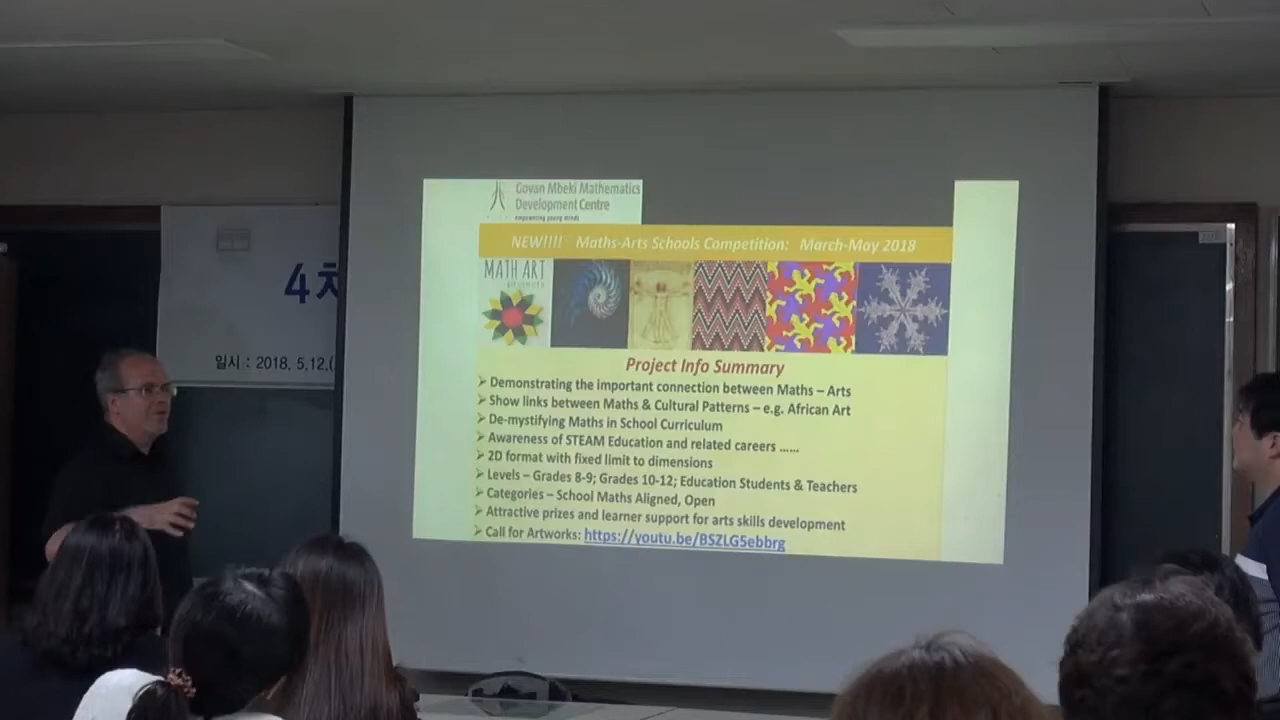 Govan Mbeki Mathematics
Development Centre
empowering young minds
NEW!!!! Maths-Arts Schools Competition: March-May 2018
MATH ART
Project Info Summary
➢ Demonstrating the important connection between Maths – Arts
➢ Show links between Maths & Cultural Patterns – e.g. African Art
➢ De-mystifying Maths in School Curriculum
➢ Awareness of STEAM Education and related careers ......
➢ 2D format with fixed limit to dimensions
➢ Levels – Grades 8-9; Grades 10-12; Education Students & Teachers
➢ Categories – School Maths Aligned, Open
➢ Attractive prizes and learner support for arts skills development
➢ Call for Artworks: https://youtu.be/BSZLG5ebbrg
4차
일시 : 2018. 5.12.(